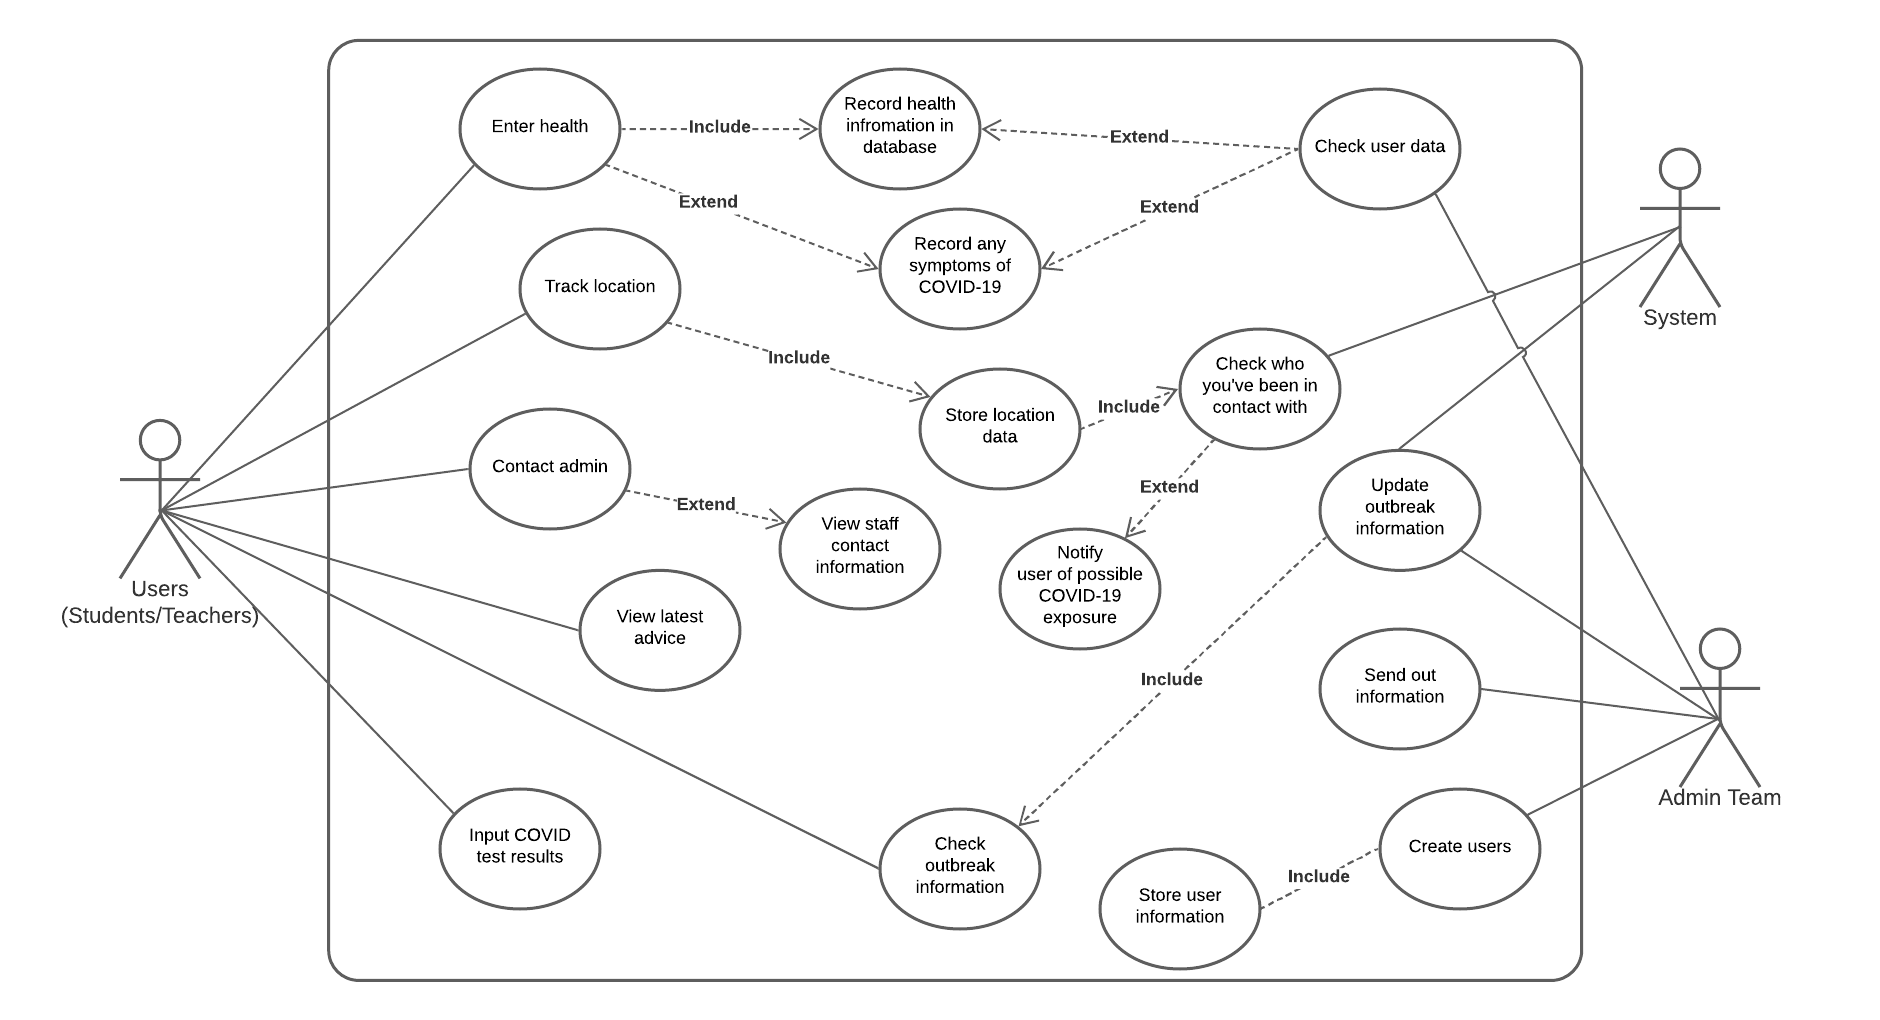 Enter health
Include
Record health
infromation in
database
Extend
Check user data
Extend
Extend
Record any
symptoms of
COVID-19
Track location
Include
System
Check who
you've been in
contact with
Store location
data
Include
Contact admin
Extend
View staff
contact
information
Extend
Update
outbreak
information
Notify
user of possible
COVID-19
exposure
Users
(Students/Teachers)
View latest
advice
Include
Send out
information
Admin Team
Input COVID
test results
Check
outbreak
information
Create users
Include
Store user
information